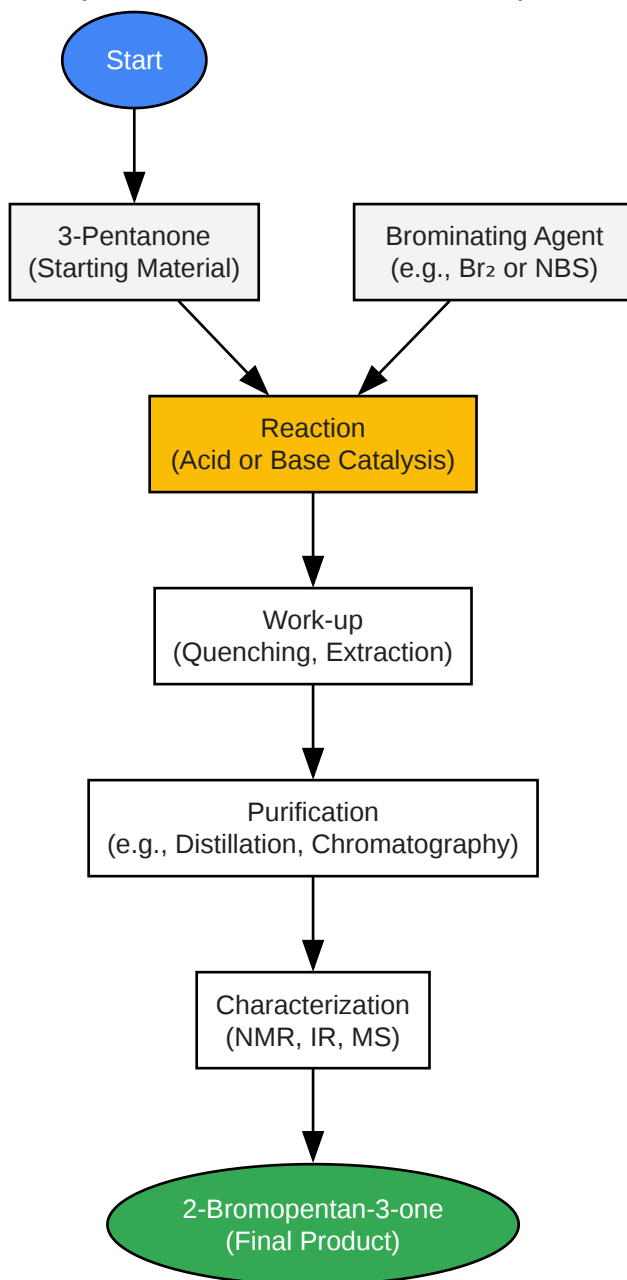 Start
3-Pentanone
(Starting Material)
Brominating Agent
(e.g., Br₂ or NBS)
Reaction
(Acid or Base Catalysis)
Work-up
(Quenching, Extraction)
Purification
(e.g., Distillation, Chromatography)
Characterization
(NMR, IR, MS)
2-Bromopentan-3-one
(Final Product)